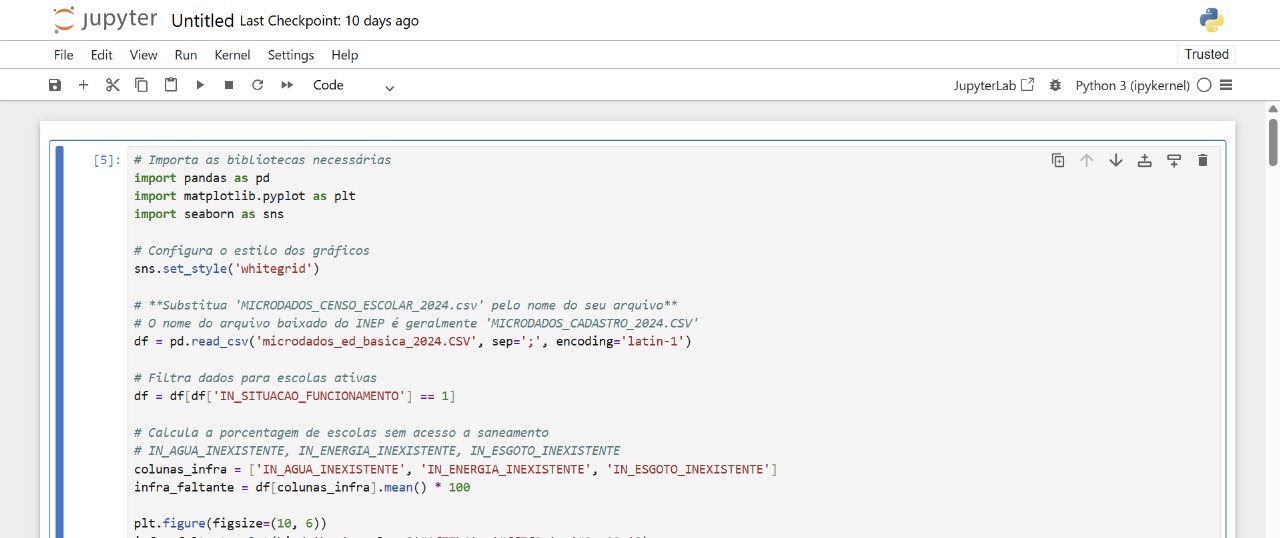 jupyter Untitled Last Checkpoint: 10 days ago
File Edit View Run Kernel Settings Help Trusted
Code JupyterLab Python 3 (ipykernel)
[5]: # Importa as bibliotecas necessárias
import pandas as pd
import matplotlib.pyplot as plt
import seaborn as sns
# Configura o estilo dos gráficos
sns.set_style('whitegrid')
# **Substitua 'MICRODADOS_CENSO_ESCOLAR_2024.csv' pelo nome do seu arquivo**
# O nome do arquivo baixado do INEP é geralmente 'MICRODADOS_CADASTRO_2024.CSV'
df = pd.read_csv('microdados_ed_basica_2024.CSV', sep=';', encoding='latin-1')
# Filtra dados para escolas ativas
df = df[df['IN_SITUACAO_FUNCIONAMENTO'] == 1]
# Calcula a porcentagem de escolas sem acesso a saneamento
# IN_AGUA_INEXISTENTE, IN_ENERGIA_INEXISTENTE, IN_ESGOTO_INEXISTENTE
colunas_infra = ['IN_AGUA_INEXISTENTE', 'IN_ENERGIA_INEXISTENTE', 'IN_ESGOTO_INEXISTENTE']
infra_faltante = df[colunas_infra].mean() * 100
plt.figure(figsize=(10, 6))